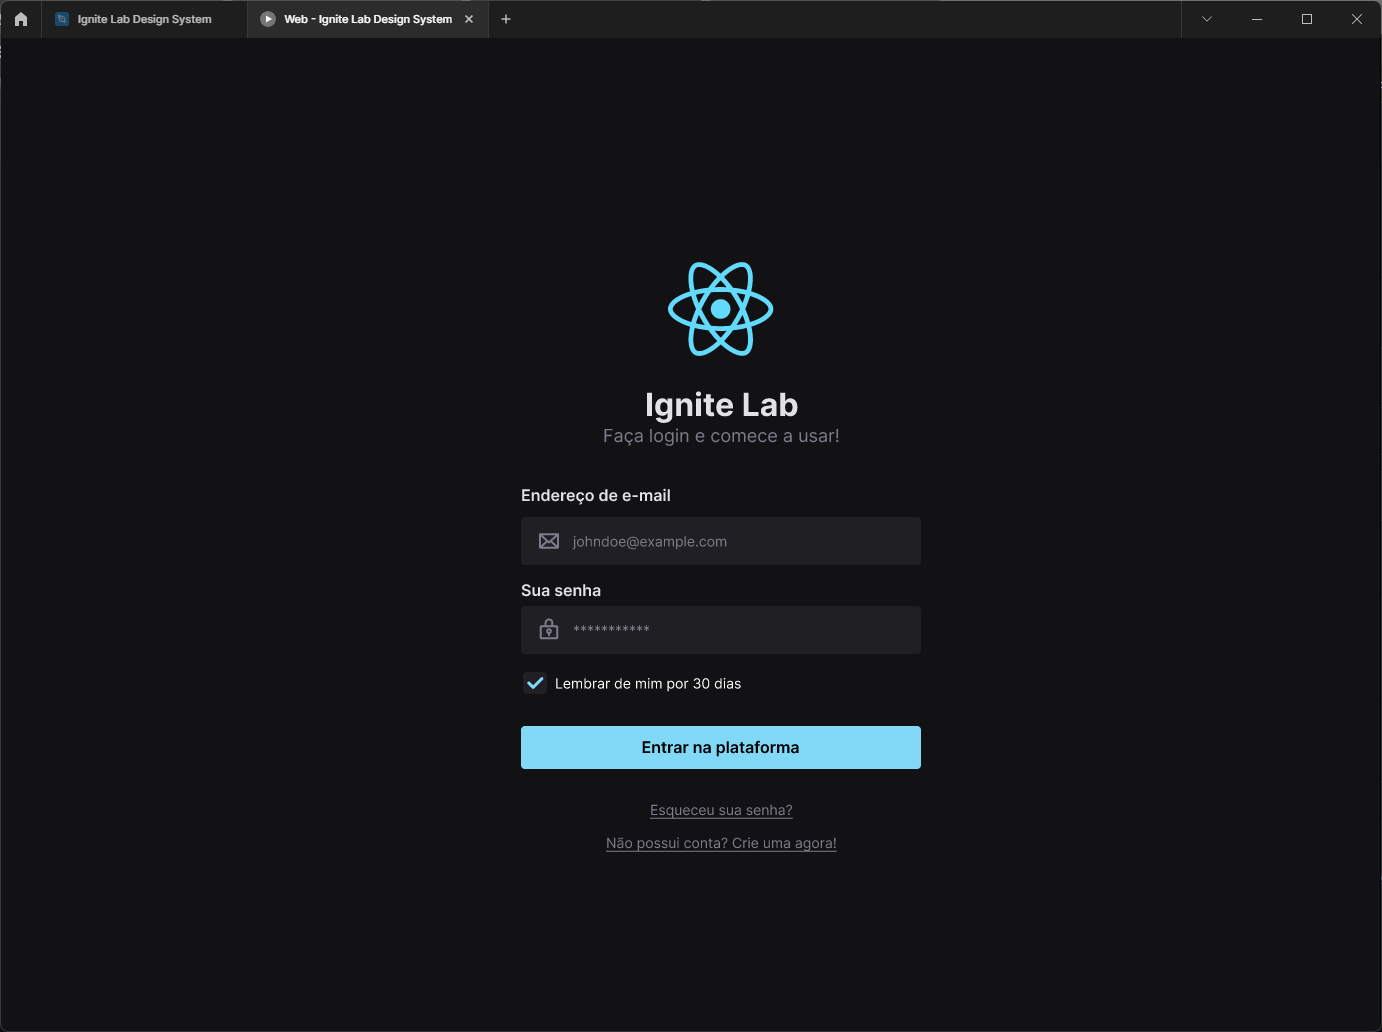 Ignite Lab Design System
Web - Ignite Lab Design System
Ignite Lab
Faça login e comece a usar!
Endereço de e-mail
johndoe@example.com
Sua senha
***********
Lembrar de mim por 30 dias
Entrar na plataforma
Esqueceu sua senha?
Não possui conta? Crie uma agora!